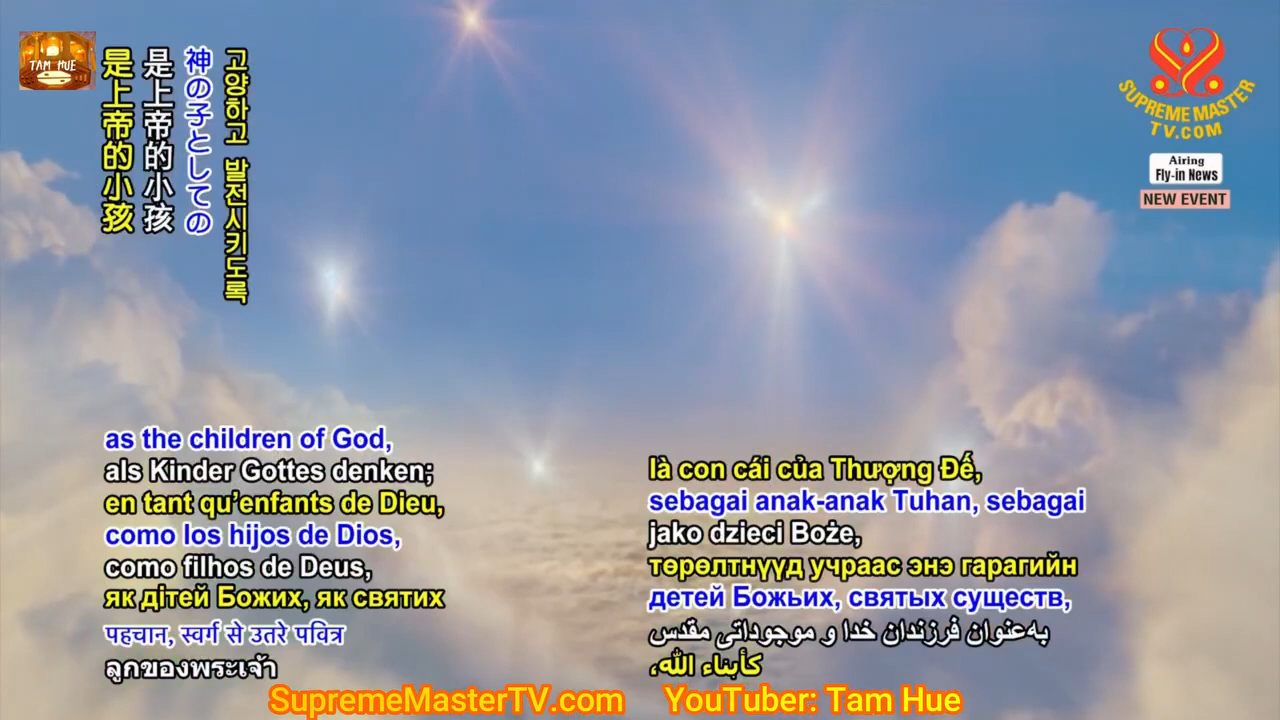 TAM HUE
是上帝的小孩
是上帝的小孩
神の子としての
고양하고 발전시키도록
SUPREME MASTER
TV.COM
Airing
Fly-in News
NEW EVENT
as the children of God,
als Kinder Gottes denken;
en tant qu’enfants de Dieu,
como los hijos de Dios,
como filhos de Deus,
як дітей Божих, як святих
पहचान, स्वर्ग से उतरे पवित्र
ลูกของพระเจ้า
là con cái của Thượng Đế,
sebagai anak-anak Tuhan, sebagai
jako dzieci Boże,
төрөлтнүүд учраас энэ гарагийн
детей Божьих, святых существ,
به‌عنوان فرزندان خدا و موجوداتی مقدس
كأبناء الله،
SupremeMasterTV.com YouTuber: Tam Hue